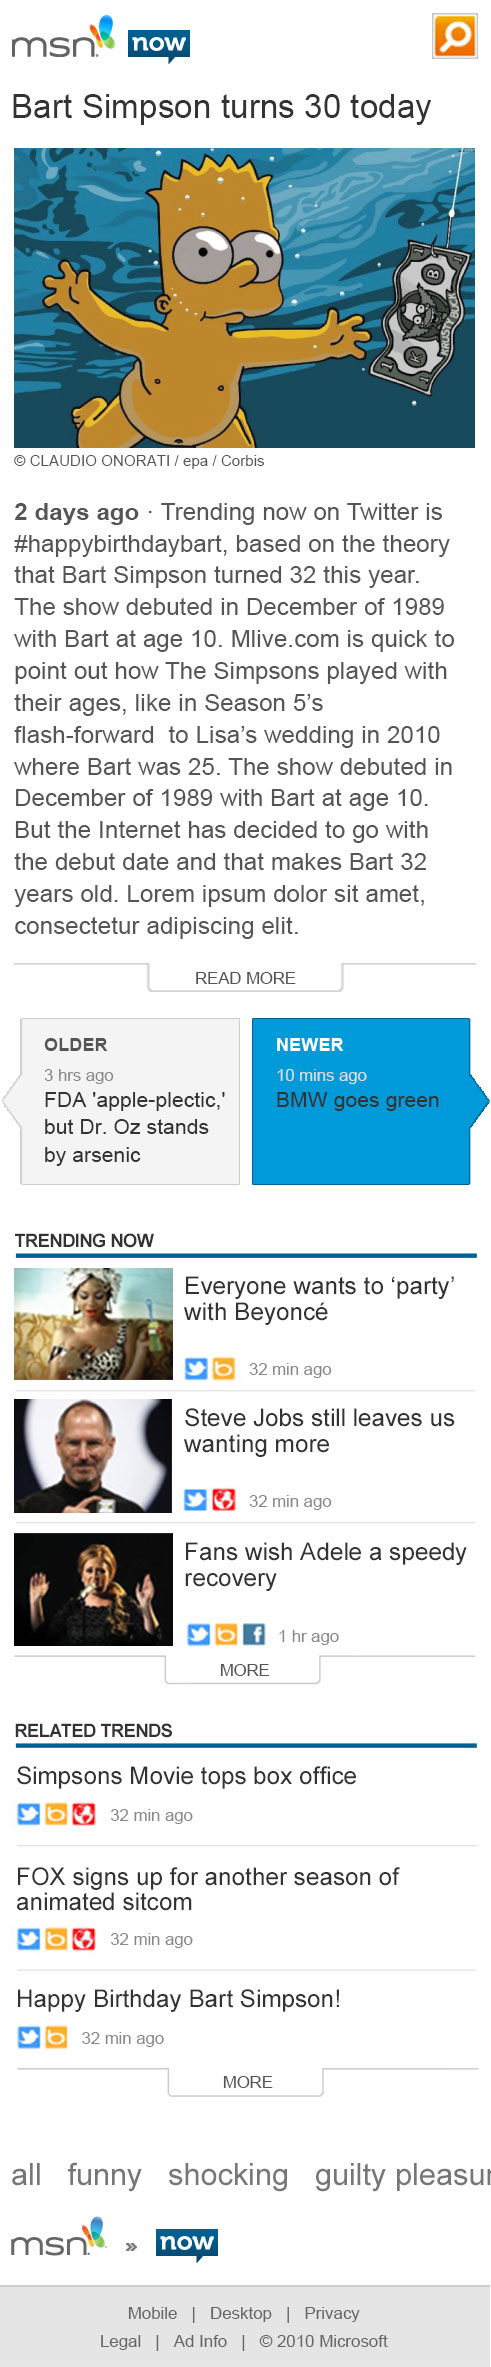 msn now
Bart Simpson turns 30 today
© CLAUDIO ONORATI / epa / Corbis
2 days ago · Trending now on Twitter is
#happybirthdaybart, based on the theory
that Bart Simpson turned 32 this year.
The show debuted in December of 1989
with Bart at age 10. Mlive.com is quick to
point out how The Simpsons played with
their ages, like in Season 5’s
flash-forward  to Lisa’s wedding in 2010
where Bart was 25. The show debuted in
December of 1989 with Bart at age 10.
But the Internet has decided to go with
the debut date and that makes Bart 32
years old. Lorem ipsum dolor sit amet,
consectetur adipiscing elit.
READ MORE
OLDER
3 hrs ago
FDA 'apple-plectic,'
but Dr. Oz stands
by arsenic
NEWER
10 mins ago
BMW goes green
TRENDING NOW
Everyone wants to ‘party’
with Beyoncé
32 min ago
Steve Jobs still leaves us
wanting more
32 min ago
Fans wish Adele a speedy
recovery
1 hr ago
MORE
RELATED TRENDS
Simpsons Movie tops box office
32 min ago
FOX signs up for another season of
animated sitcom
32 min ago
Happy Birthday Bart Simpson!
32 min ago
MORE
all funny shocking guilty pleasur
msn » now
Mobile | Desktop | Privacy
Legal | Ad Info | © 2010 Microsoft